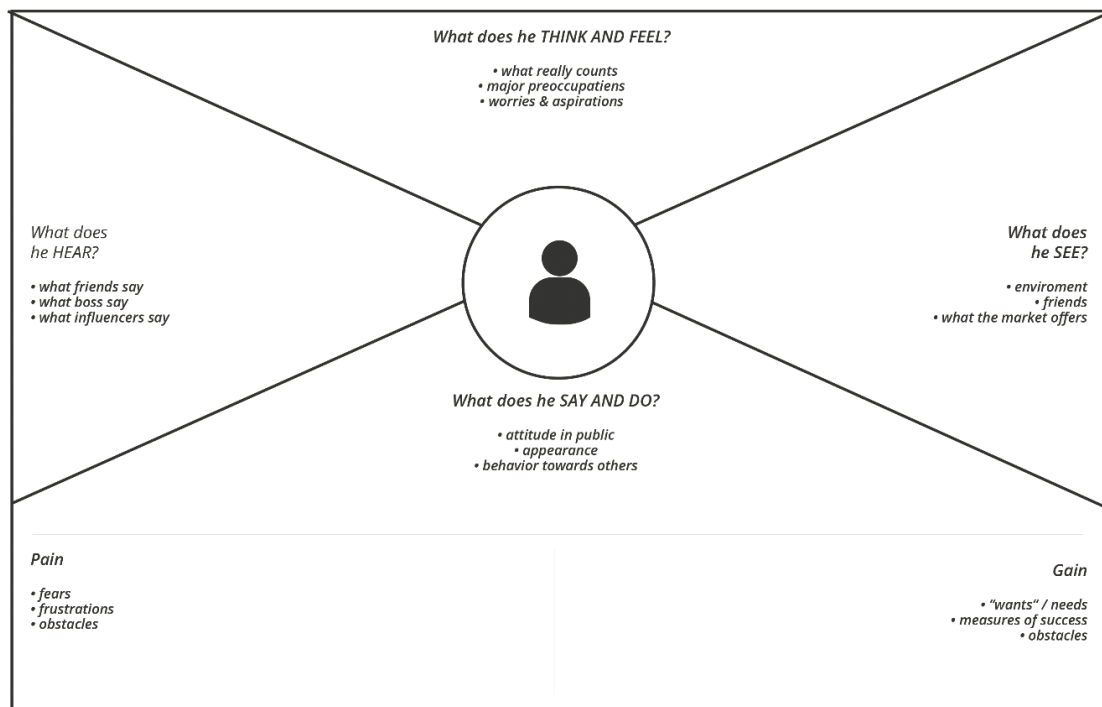 What does he THINK AND FEEL?
• what really counts
• major preoccupatiens
• worries & aspirations
What does
he HEAR?
• what friends say
• what boss say
• what influencers say
What does
he SEE?
• enviroment
• friends
• what the market offers
What does he SAY AND DO?
• attitude in public
• appearance
• behavior towards others
Pain
• fears
• frustrations
• obstacles
Gain
• “wants“ / needs
• measures of success
• obstacles